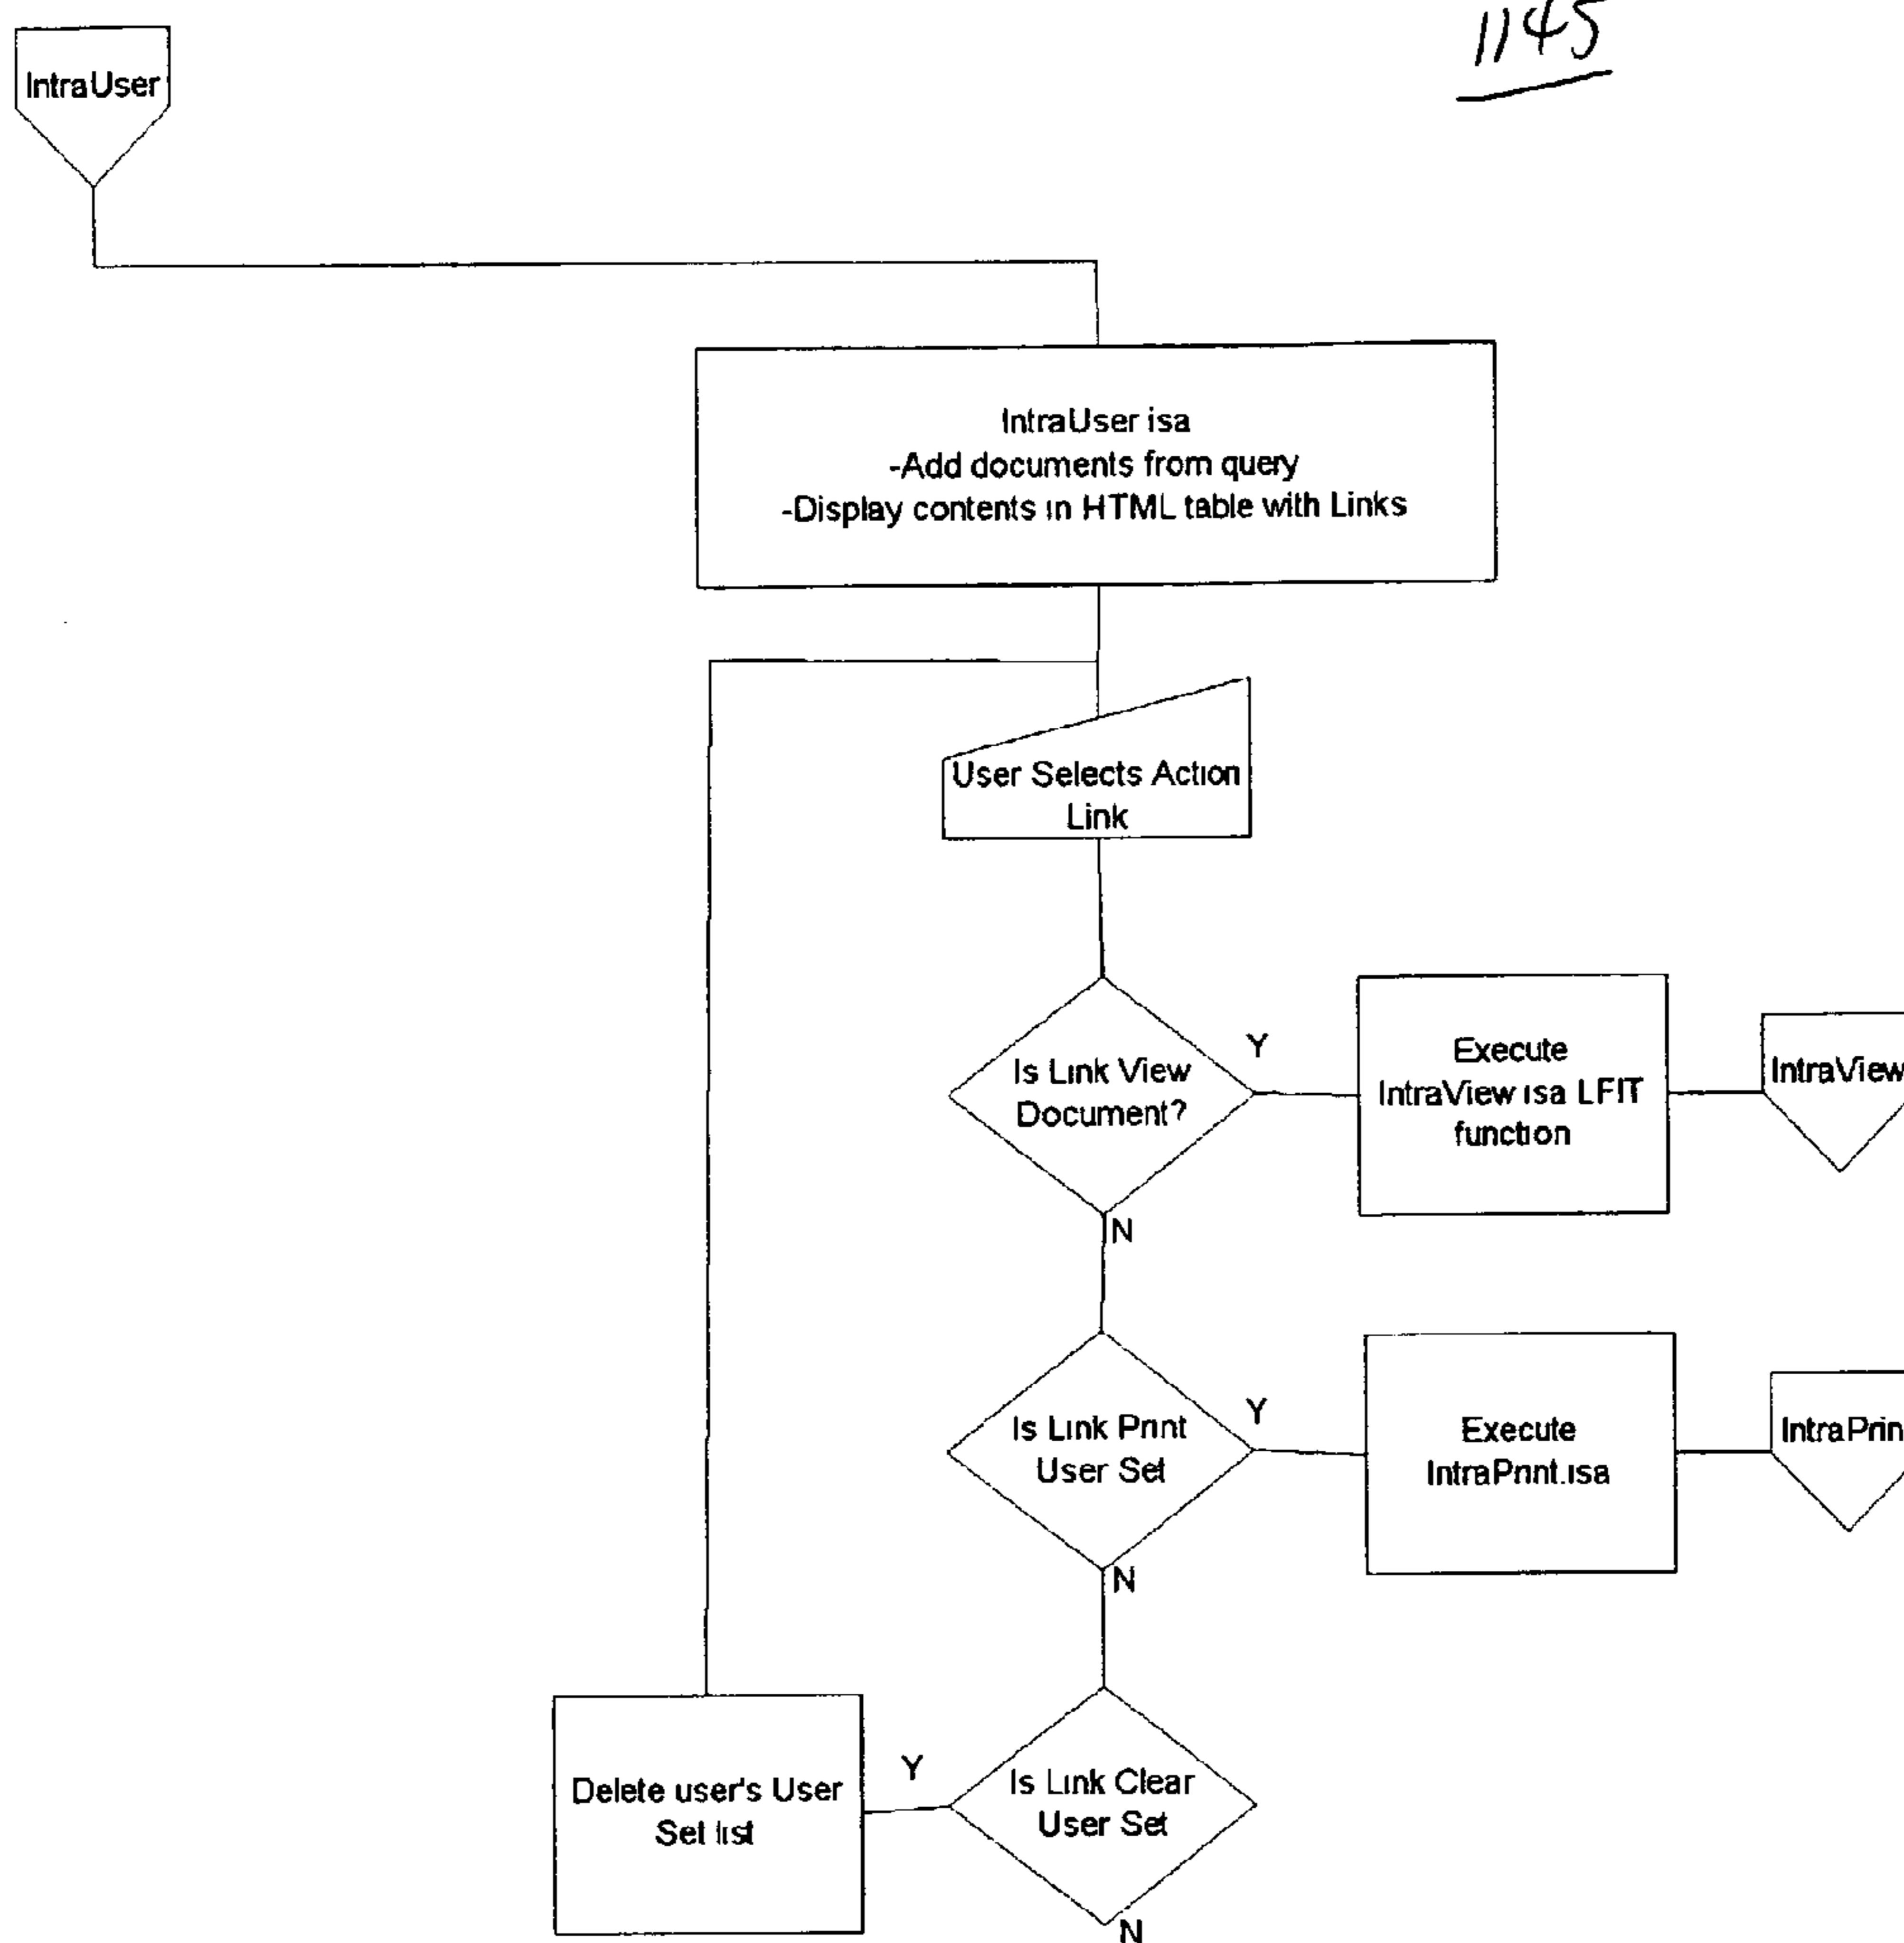 1145
IntraUser
IntraUser isa
-Add documents from query
-Display contents in HTML table with Links
User Selects Action
Link
Is Link View
Document?
Y
Execute
IntraView isa LFIT
function
IntraView
N
Is Link Print
User Set
Y
Execute
IntraPrint.isa
IntraPrin
N
Is Link Clear
User Set
Y
Delete user's User
Set list
N